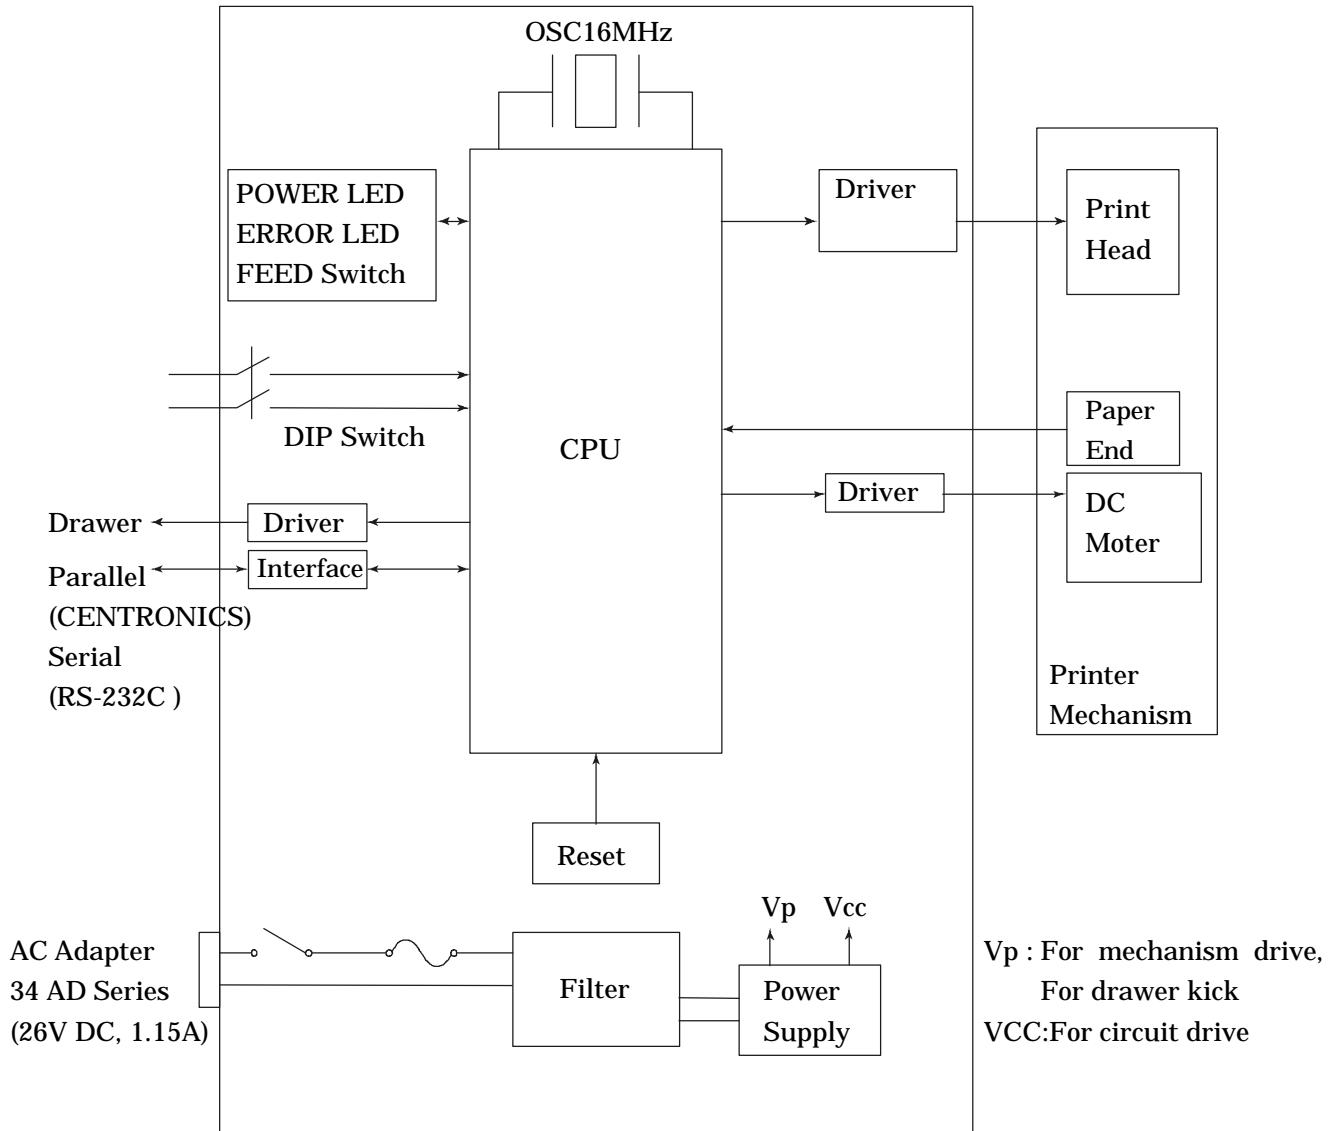 OSC16MHz
POWER LED
ERROR LED
FEED Switch
Driver
Print
Head
DIP Switch
CPU
Paper
End
Driver
DC
Moter
Drawer
Driver
Interface
Parallel
(CENTRONICS)
Serial
(RS-232C )
Printer
Mechanism
Reset
Vp
Vcc
AC Adapter
34 AD Series
(26V DC, 1.15A)
Filter
Power
Supply
Vp : For mechanism drive,
For drawer kick
VCC:For circuit drive